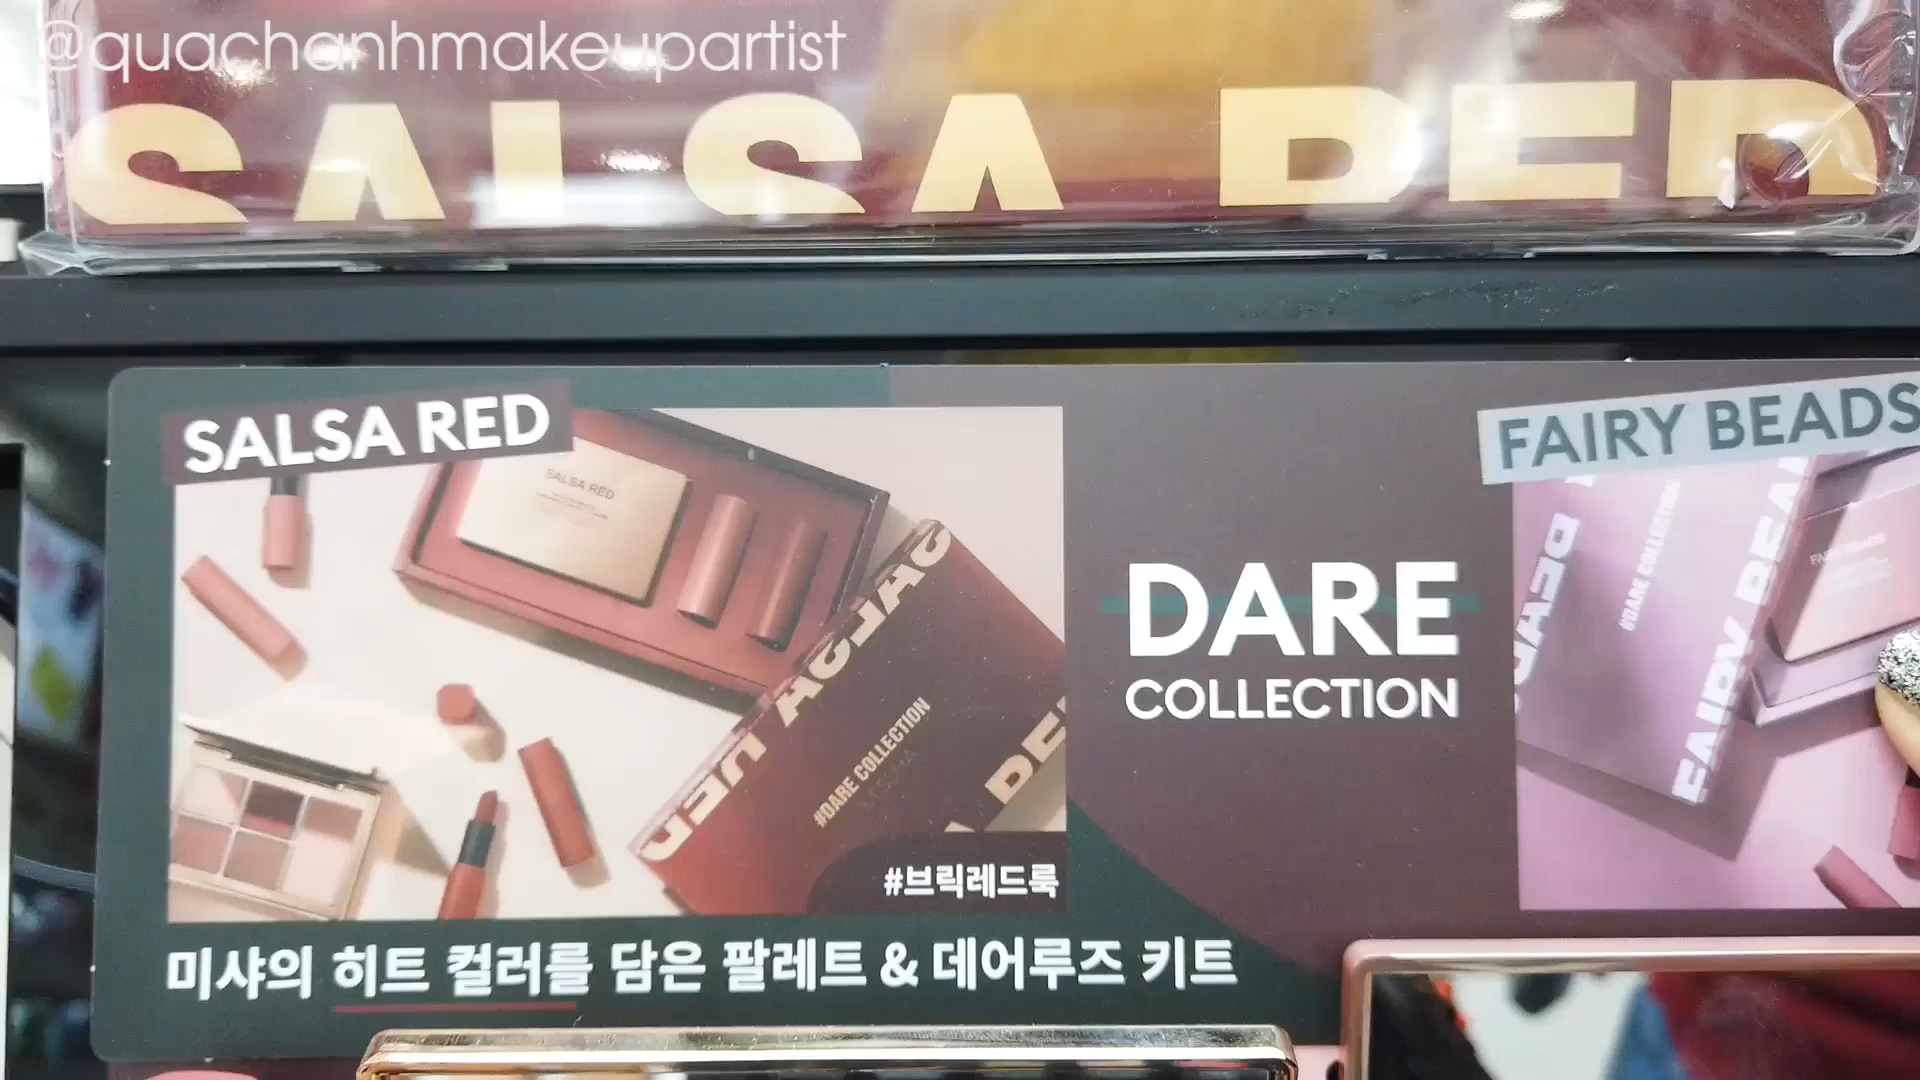 @quachanhmakeupartist
SALSA RED
SALSA RED
SALSA RED
SALSA RED
#DARE COLLECTION
#브릭레드룩
DARE
COLLECTION
FAIRY BEADS
#DARE COLLECTION
미샤의 히트 컬러를 담은 팔레트 & 데어루즈 키트